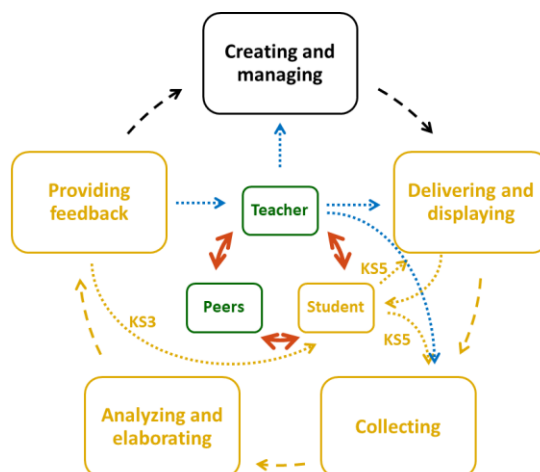 Creating and
managing
Providing
feedback
Teacher
Delivering and
displaying
KS5
Peers
Student
KS3
KS5
Analyzing and
elaborating
Collecting